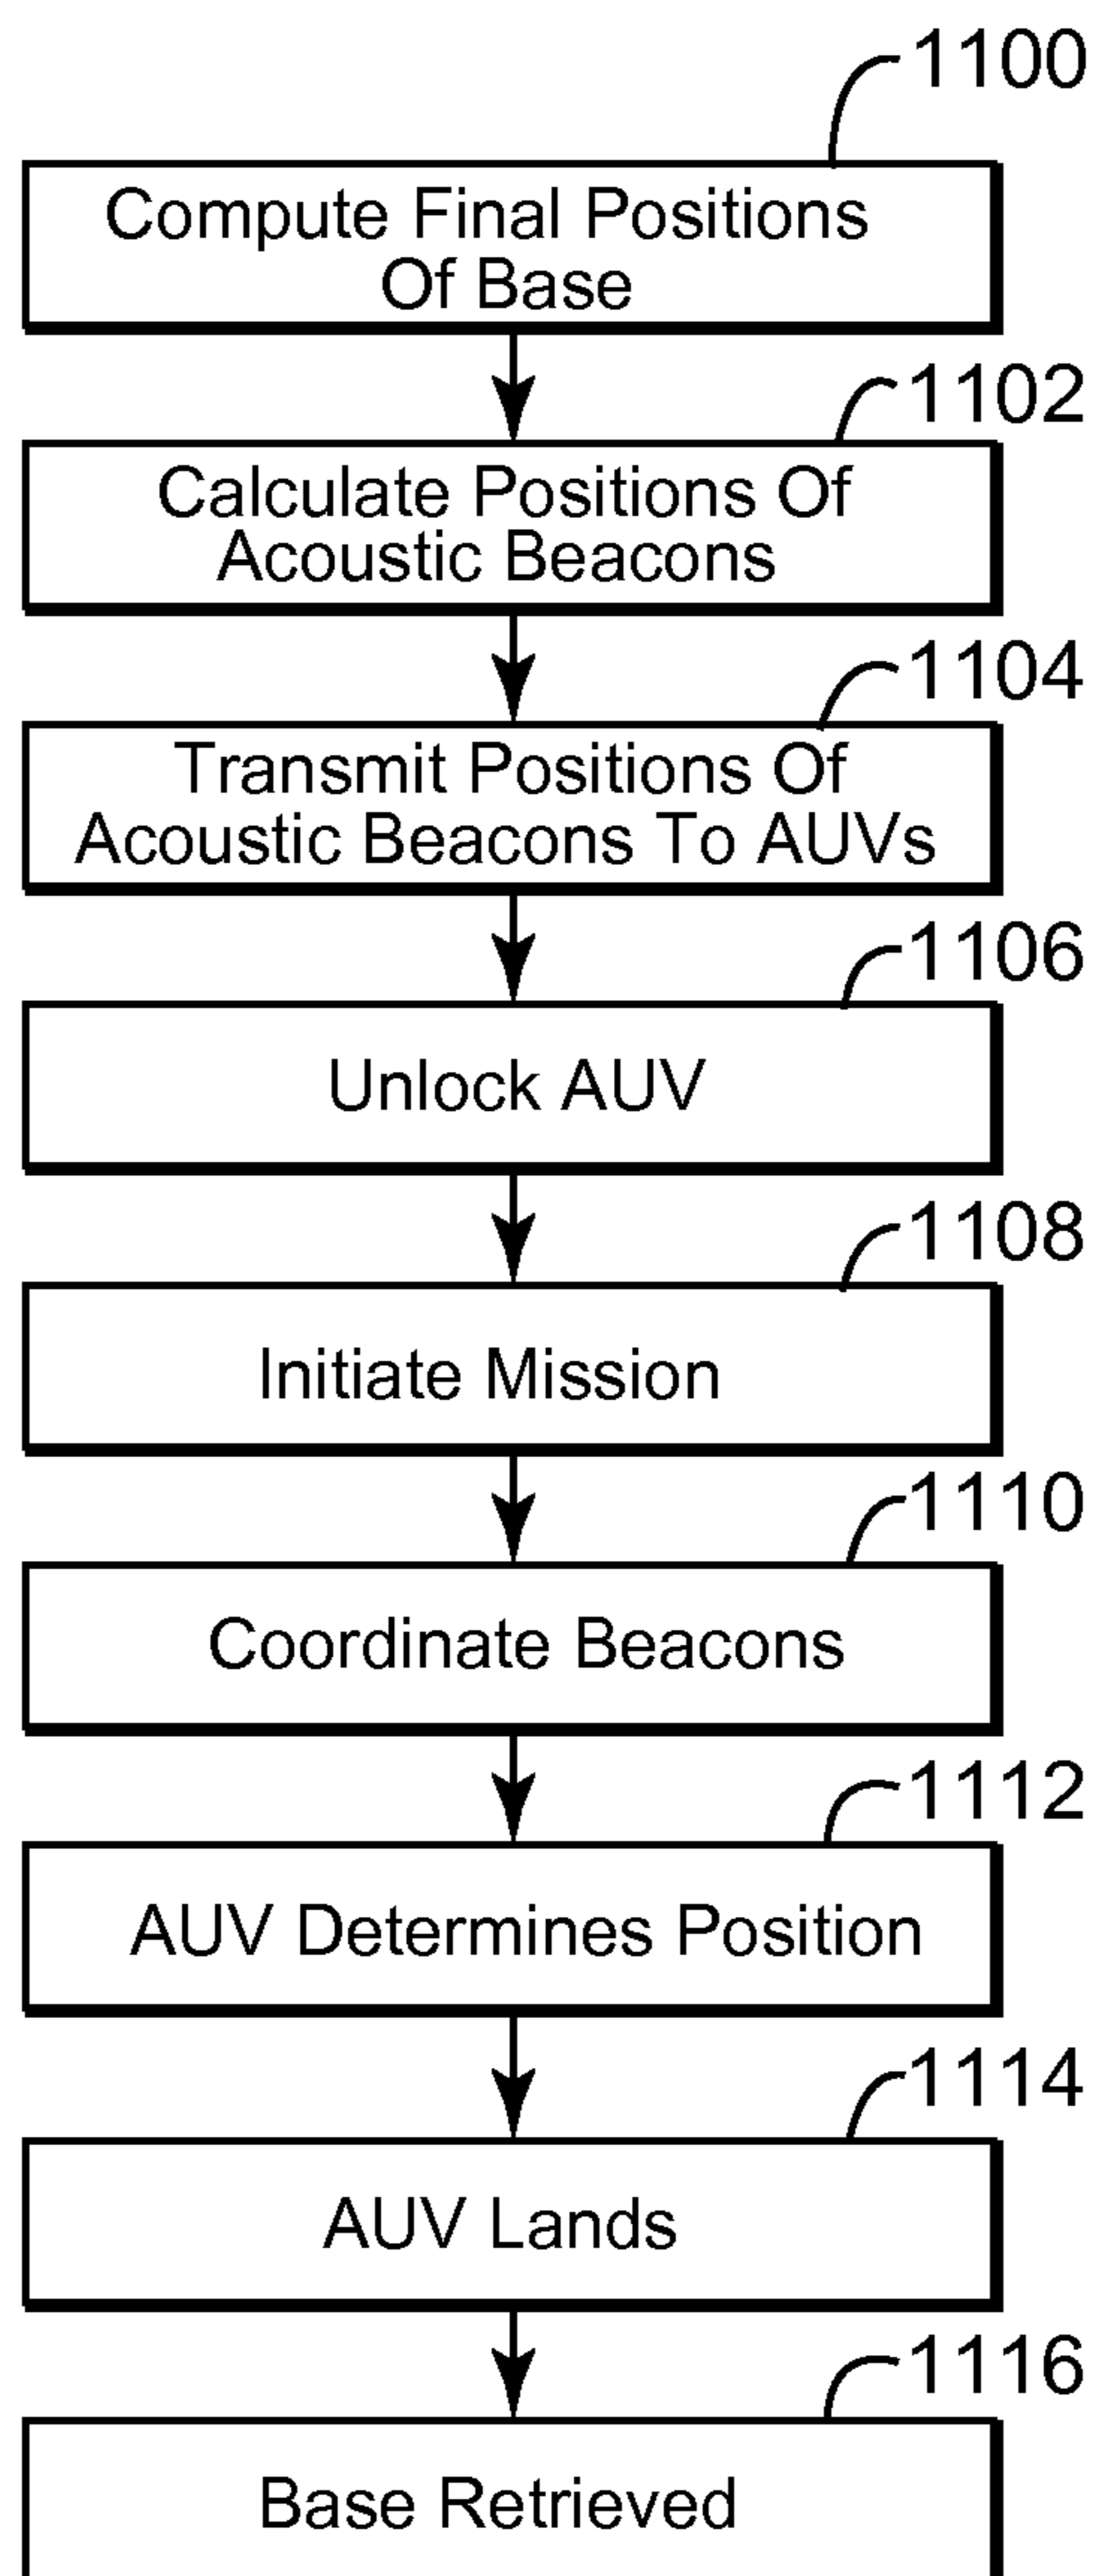 1100
Compute Final Positions
Of Base
1102
Calculate Positions Of
Acoustic Beacons
1104
Transmit Positions Of
Acoustic Beacons To AUVs
1106
Unlock AUV
1108
Initiate Mission
1110
Coordinate Beacons
1112
AUV Determines Position
1114
AUV Lands
1116
Base Retrieved